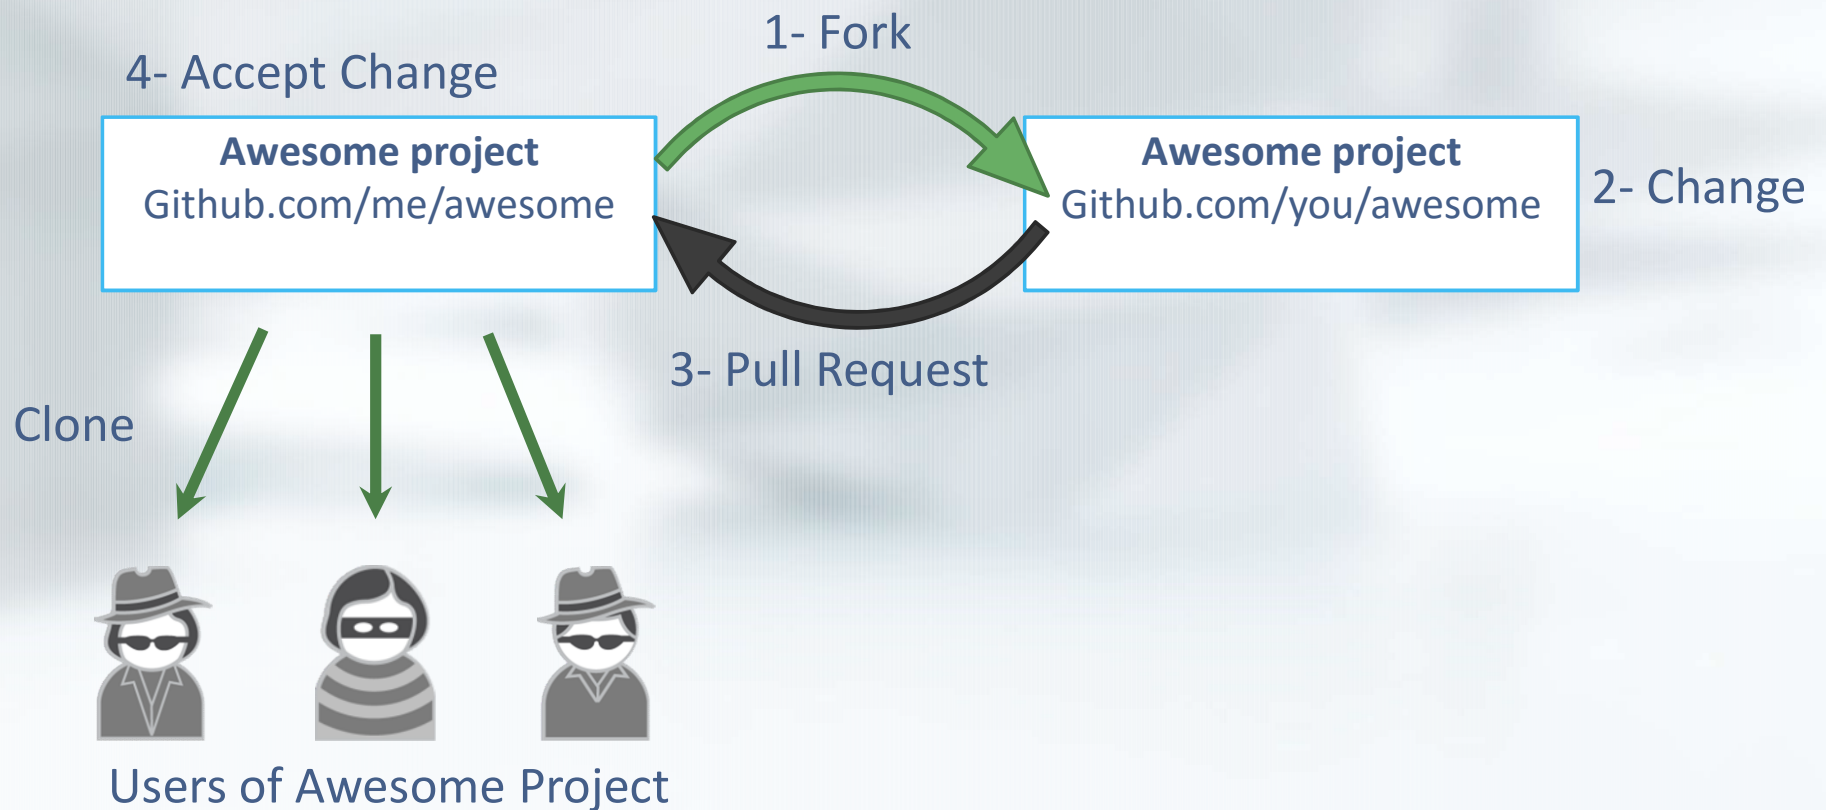 1- Fork
4- Accept Change
Awesome project
Github.com/me/awesome
Awesome project
Github.com/you/awesome
2- Change
3- Pull Request
Clone
Users of Awesome Project